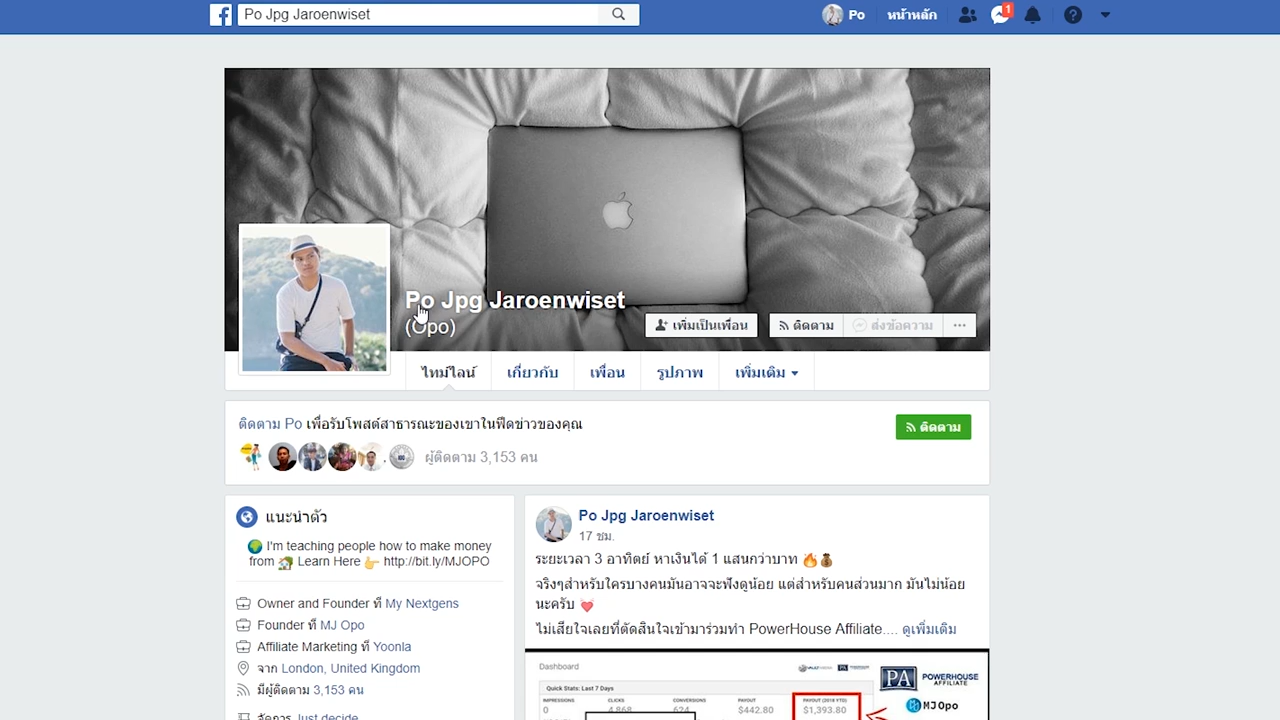 Po Jpg Jaroenwiset
Po
หน้าหลัก
1
Po Jpg Jaroenwiset
(Opo)
เพิ่มเป็นเพื่อน
ติดตาม
ส่งข้อความ
ไทม์ไลน์
เกี่ยวกับ
เพื่อน
รูปภาพ
เพิ่มเติม
ติดตาม Po เพื่อรับโพสต์สาธารณะของเขาในฟีดข่าวของคุณ
ติดตาม
ผู้ติดตาม 3,153 คน
แนะนำตัว
I'm teaching people how to make money
from Learn Here http://bit.ly/MJOPO
Owner and Founder ที่ My Nextgens
Founder ที่ MJ Opo
Affiliate Marketing ที่ Yoonla
จาก London, United Kingdom
มีผู้ติดตาม 3,153 คน
จัดการ Just decide
Po Jpg Jaroenwiset
17 ชม.
ระยะเวลา 3 อาทิตย์ หาเงินได้ 1 แสนกว่าบาท
จริงๆสำหรับใครบางคนมันอาจจะฟังดูน้อย แต่สำหรับคนส่วนมาก มันไม่น้อย
นะครับ
ไม่เสียใจเลยที่ตัดสินใจเข้ามาร่วมทำ PowerHouse Affiliate.... ดูเพิ่มเติม
Dashboard
PA POWERHOUSE
AFFILIATE
Quick Stats: Last 7 Days
IMPRESSIONS CLICKS CONVERSIONS PAYOUT PAYOUT (2018 YTD)
0 4,868 624 $442.80 $1,393.80
MJ Opo